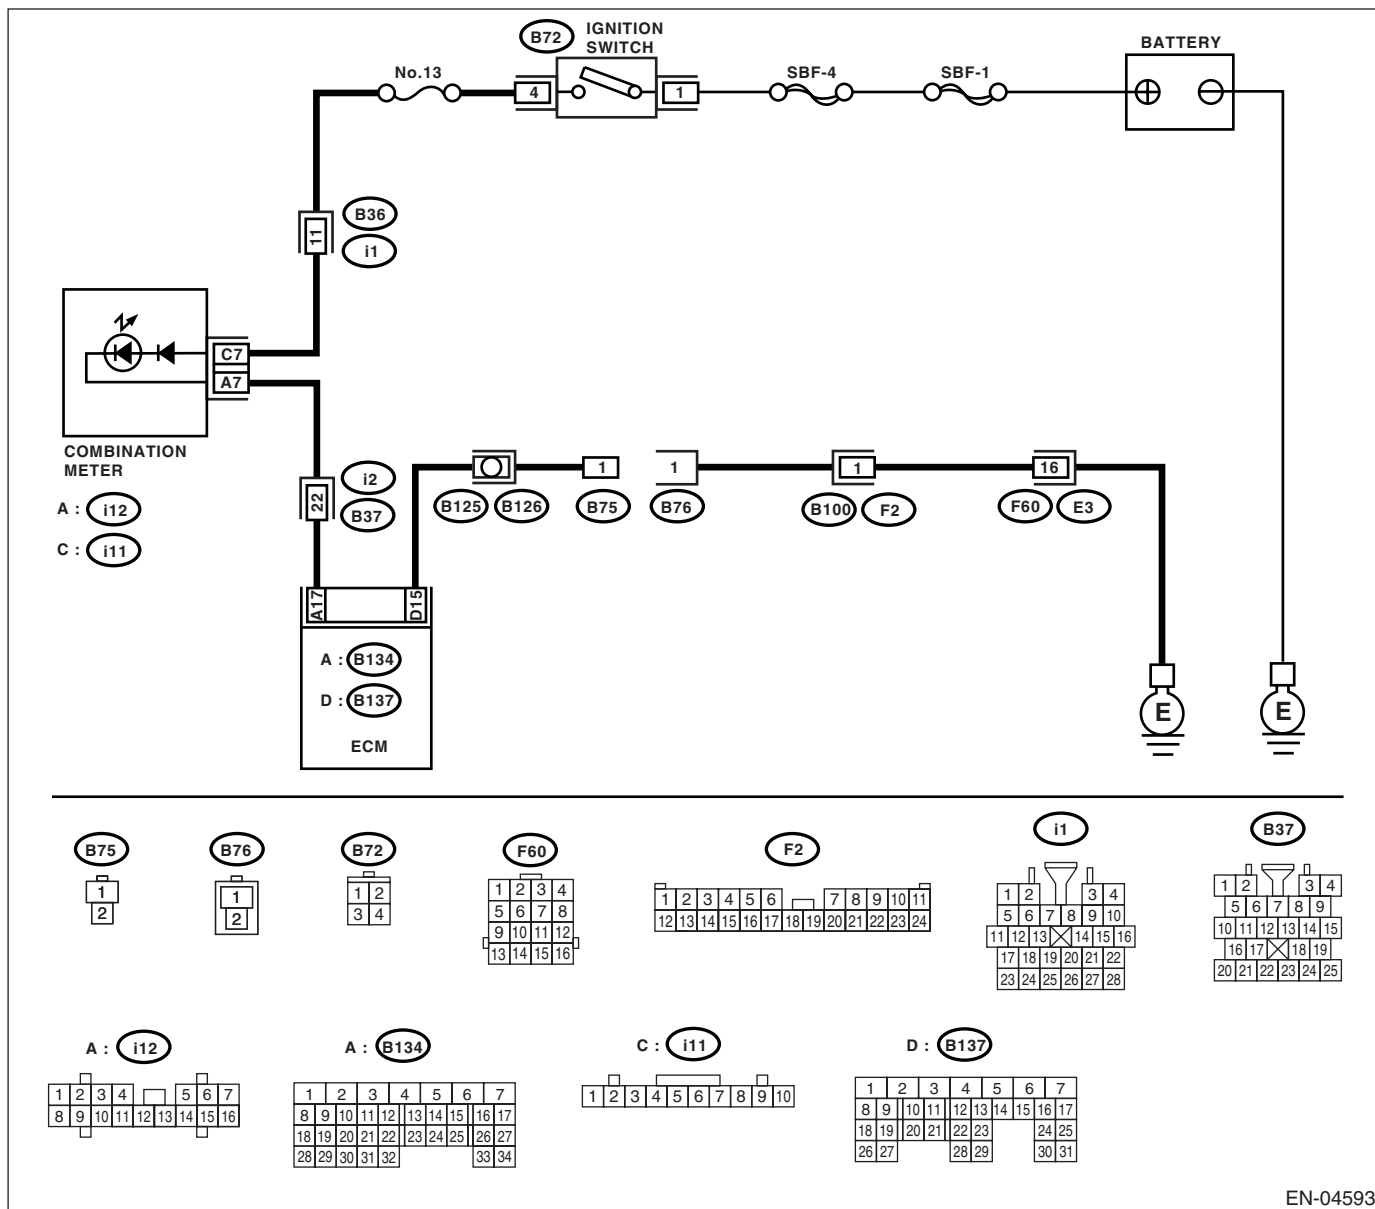 B72
IGNITION
SWITCH
BATTERY
No.13
4
1
SBF-4
SBF-1
11
B36
i1
C7
A7
COMBINATION
METER
A : i12
C : i11
22
i2
B37
B125
B126
1
B75
1
B76
1
B100
F2
16
F60
E3
A17
D15
A : B134
D : B137
ECM
E
E
B75
1
2
B76
1
2
B72
1 2
3 4
F60
1 2 3 4
5 6 7 8
9 10 11 12
13 14 15 16
F2
1 2 3 4 5 6 7 8 9 10 11
12 13 14 15 16 17 18 19 20 21 22 23 24
i1
1 2 3 4
5 6 7 8 9 10
11 12 13 14 15 16
17 18 19 20 21 22
23 24 25 26 27 28
B37
1 2 3 4
5 6 7 8 9
10 11 12 13 14 15
16 17 18 19
20 21 22 23 24 25
A : i12
1 2 3 4 5 6 7
8 9 10 11 12 13 14 15 16
A : B134
1 2 3 4 5 6 7
8 9 10 11 12 13 14 15 16 17
18 19 20 21 22 23 24 25 26 27
28 29 30 31 32 33 34
C : i11
1 2 3 4 5 6 7 8 9 10
D : B137
1 2 3 4 5 6 7
8 9 10 11 12 13 14 15 16 17
18 19 20 21 22 23 24 25
26 27 28 29 30 31
EN-04593